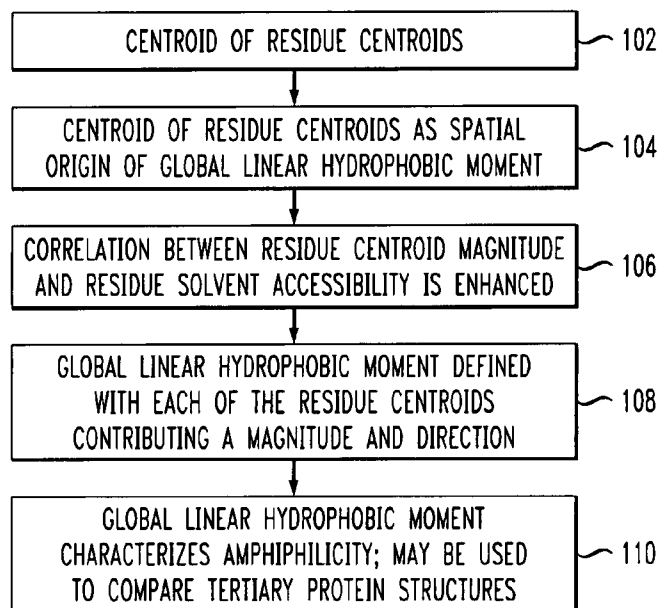 CENTROID OF RESIDUE CENTROIDS
102
CENTROID OF RESIDUE CENTROIDS AS SPATIAL
ORIGIN OF GLOBAL LINEAR HYDROPHOBIC MOMENT
104
CORRELATION BETWEEN RESIDUE CENTROID MAGNITUDE
AND RESIDUE SOLVENT ACCESSIBILITY IS ENHANCED
106
GLOBAL LINEAR HYDROPHOBIC MOMENT DEFINED
WITH EACH OF THE RESIDUE CENTROIDS
CONTRIBUTING A MAGNITUDE AND DIRECTION
108
GLOBAL LINEAR HYDROPHOBIC MOMENT
CHARACTERIZES AMPHIPHILICITY; MAY BE USED
TO COMPARE TERTIARY PROTEIN STRUCTURES
110